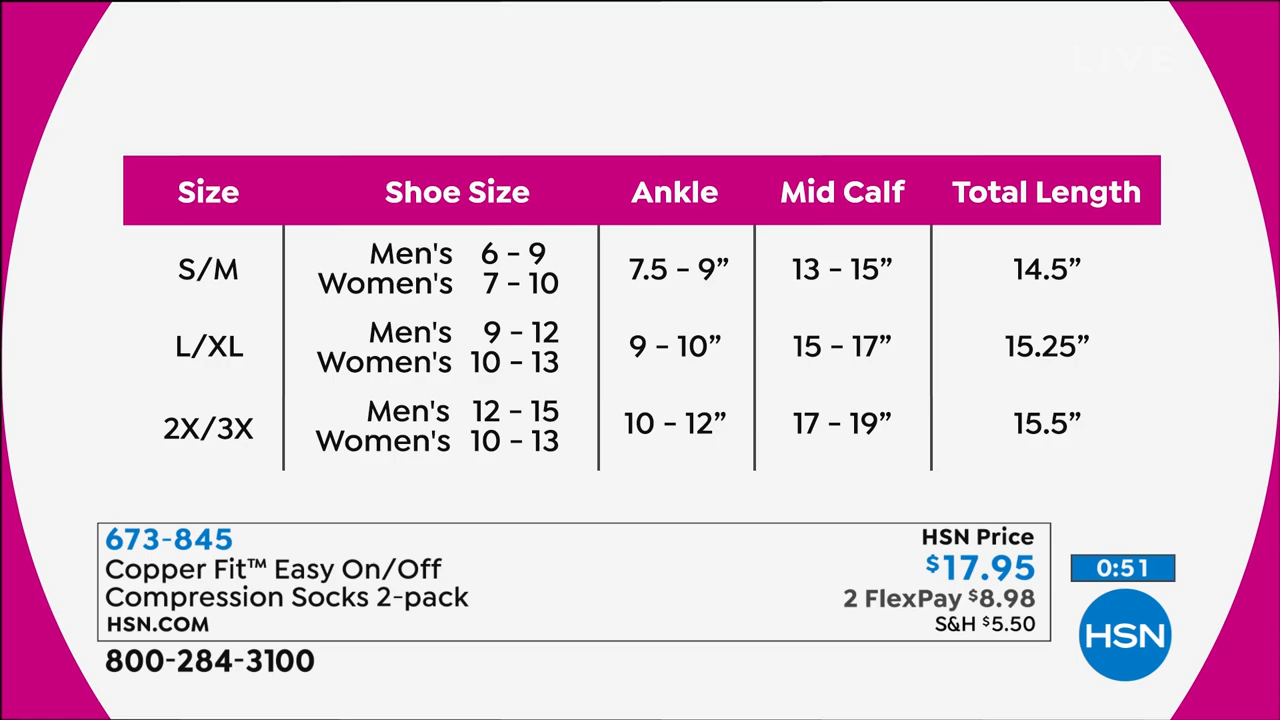 LIVE
Size Shoe Size Ankle Mid Calf Total Length
S/M Men's 6 – 9 Women's 7 – 10 7.5 – 9” 13 – 15” 14.5”
L/XL Men's 9 – 12 Women's 10 – 13 9 – 10” 15 – 17” 15.25”
2X/3X Men's 12 – 15 Women's 10 – 13 10 – 12” 17 – 19” 15.5”
673-845
Copper Fit™ Easy On/Off
Compression Socks 2-pack
HSN.COM
HSN Price
$17.95
2 FlexPay $8.98
S&H $5.50
800-284-3100
0:51
HSN